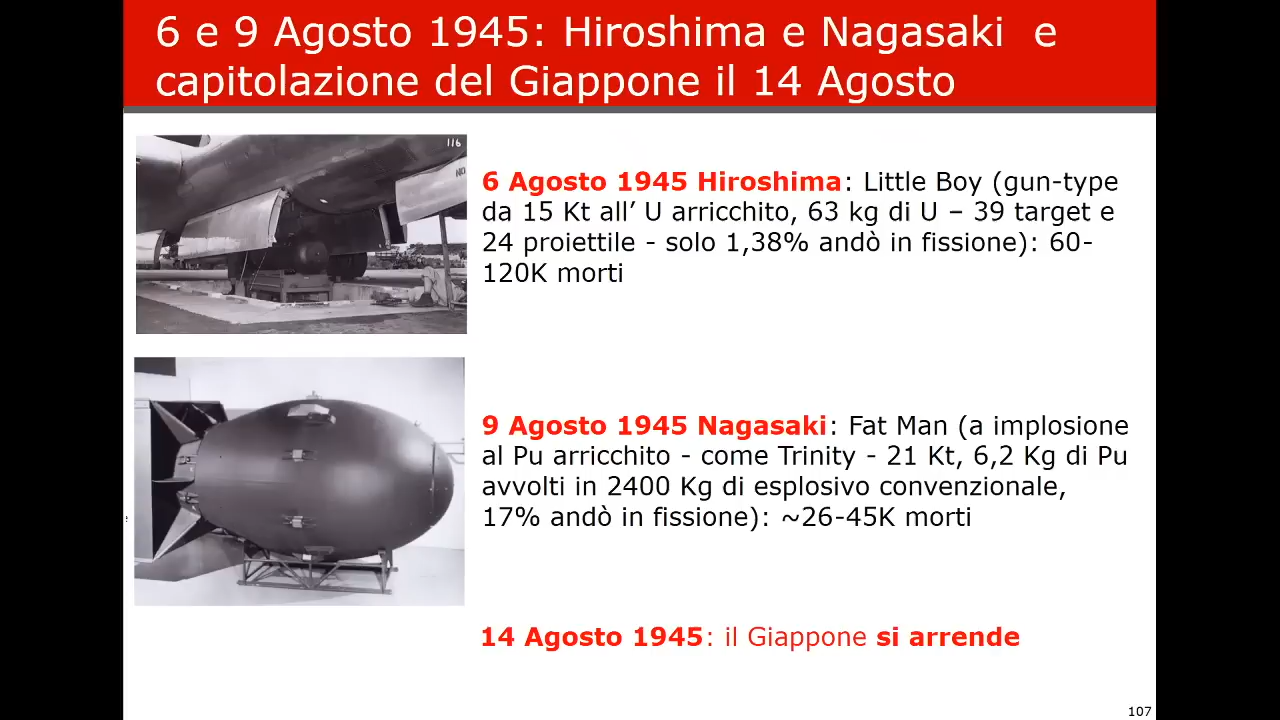 6 e 9 Agosto 1945: Hiroshima e Nagasaki e
capitolazione del Giappone il 14 Agosto
116
6 Agosto 1945 Hiroshima: Little Boy (gun-type
da 15 Kt all’ U arricchito, 63 kg di U – 39 target e
24 proiettile - solo 1,38% andò in fissione): 60-
120K morti
9 Agosto 1945 Nagasaki: Fat Man (a implosione
al Pu arricchito - come Trinity - 21 Kt, 6,2 Kg di Pu
avvolti in 2400 Kg di esplosivo convenzionale,
17% andò in fissione): ~26-45K morti
14 Agosto 1945: il Giappone si arrende
107